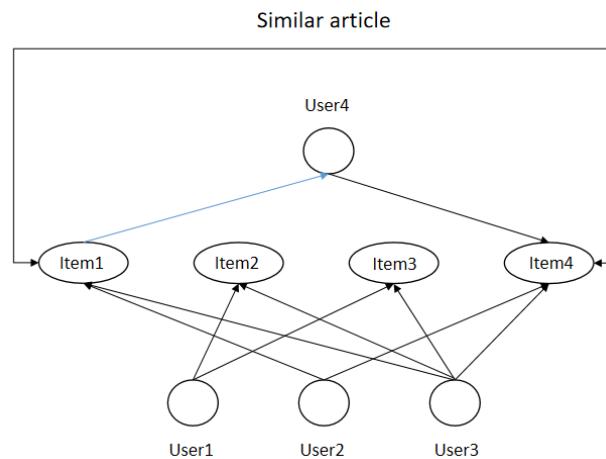 Similar article
User4
Item1 Item2 Item3 Item4
User1 User2 User3